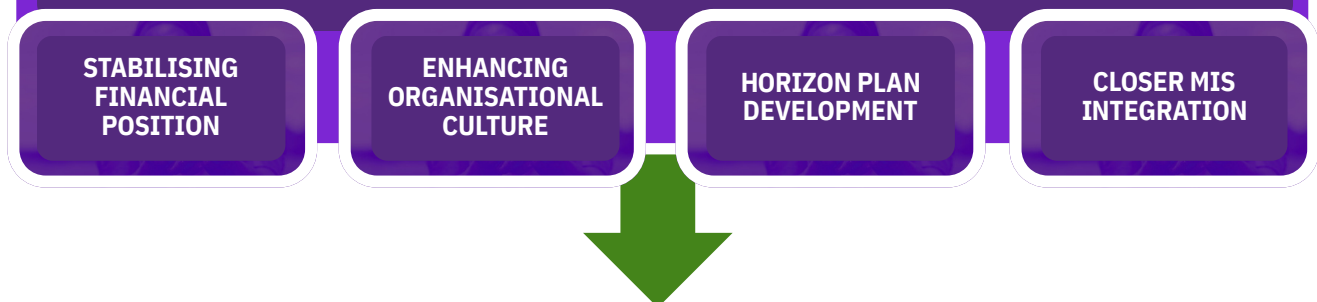 STABILISING
FINANCIAL
POSITION
ENHANCING
ORGANISATIONAL
CULTURE
HORIZON PLAN
DEVELOPMENT
CLOSER MIS
INTEGRATION